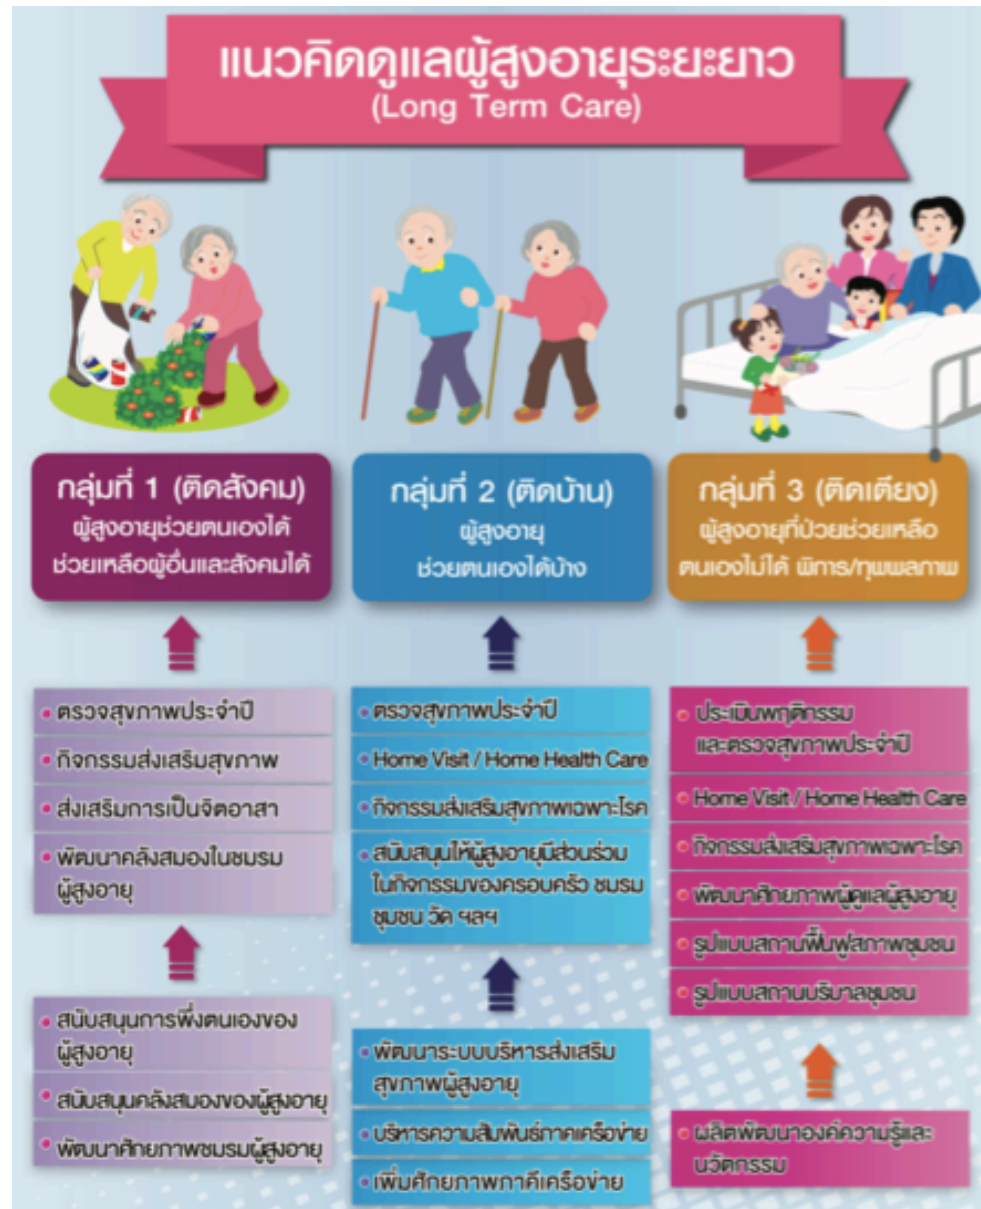 แนวคิดดูแลผู้สูงอายุระยะยาว
(Long Term Care)
กลุ่มที่ 1 (ติดสังคม)
ผู้สูงอายุช่วยตนเองได้
ช่วยเหลือผู้อื่นและสังคมได้
กลุ่มที่ 2 (ติดบ้าน)
ผู้สูงอายุ
ช่วยตนเองได้บ้าง
กลุ่มที่ 3 (ติดเตียง)
ผู้สูงอายุที่ป่วยช่วยเหลือ
ตนเองไม่ได้ พิการ/ทุพพลภาพ
• ตรวจสุขภาพประจำปี
• กิจกรรมส่งเสริมสุขภาพ
• ส่งเสริมการเป็นจิตอาสา
• พัฒนาคลังสมองในชมรม
ผู้สูงอายุ
• สนับสนุนการพึ่งตนเองของ
ผู้สูงอายุ
• สนับสนุนคลังสมองของผู้สูงอายุ
• พัฒนาศักยภาพชมรมผู้สูงอายุ
• ตรวจสุขภาพประจำปี
• Home Visit / Home Health Care
• กิจกรรมส่งเสริมสุขภาพเฉพาะโรค
• สนับสนุนให้ผู้สูงอายุมีส่วนร่วม
ในกิจกรรมของครอบครัว ชมรม
ชุมชน วัด ฯลฯ
• พัฒนาระบบบริหารส่งเสริม
สุขภาพผู้สูงอายุ
• บริหารความสัมพันธ์ภาคเครือข่าย
• เพิ่มศักยภาพภาคีเครือข่าย
• ประเมินพฤติกรรม
และตรวจสุขภาพประจำปี
• Home Visit / Home Health Care
• กิจกรรมส่งเสริมสุขภาพเฉพาะโรค
• พัฒนาศักยภาพผู้ดูแลผู้สูงอายุ
• รูปแบบสถานฟื้นฟูสภาพชุมชน
• รูปแบบสถานบริบาลชุมชน
• ผลิตพัฒนาองค์ความรู้และ
นวัตกรรม